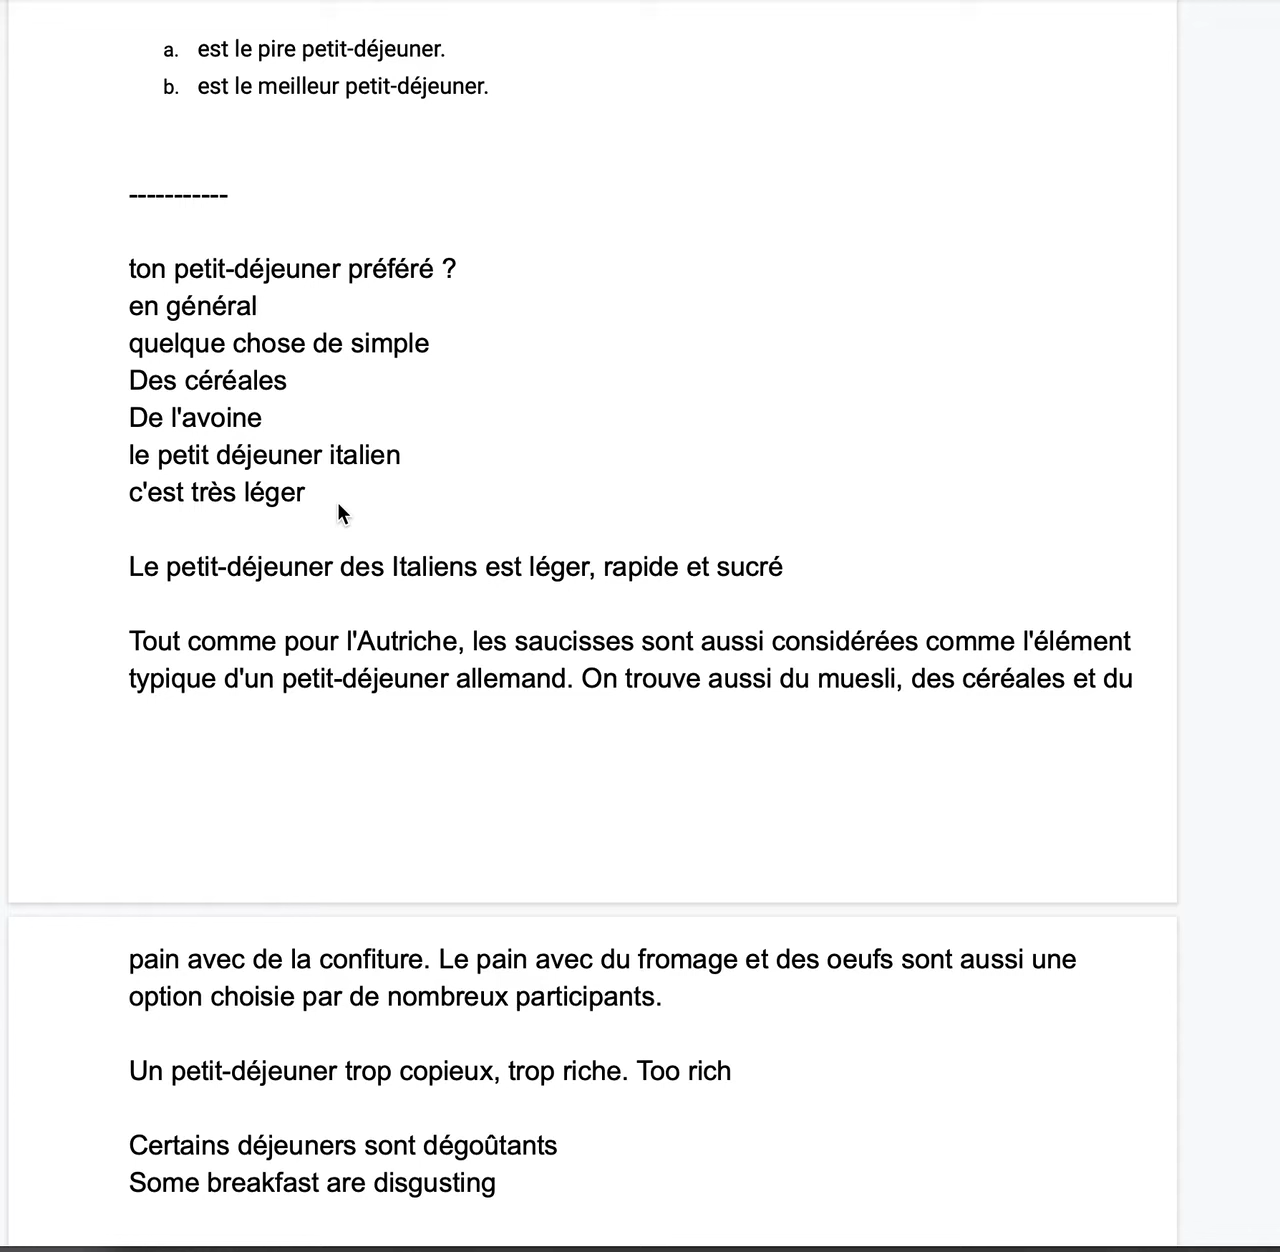 a. est le pire petit-déjeuner.
b. est le meilleur petit-déjeuner.
-----------
ton petit-déjeuner préféré ?
en général
quelque chose de simple
Des céréales
De l'avoine
le petit déjeuner italien
c'est très léger
Le petit-déjeuner des Italiens est léger, rapide et sucré
Tout comme pour l'Autriche, les saucisses sont aussi considérées comme l'élément
typique d'un petit-déjeuner allemand. On trouve aussi du muesli, des céréales et du
pain avec de la confiture. Le pain avec du fromage et des oeufs sont aussi une
option choisie par de nombreux participants.
Un petit-déjeuner trop copieux, trop riche. Too rich
Certains déjeuners sont dégoûtants
Some breakfast are disgusting